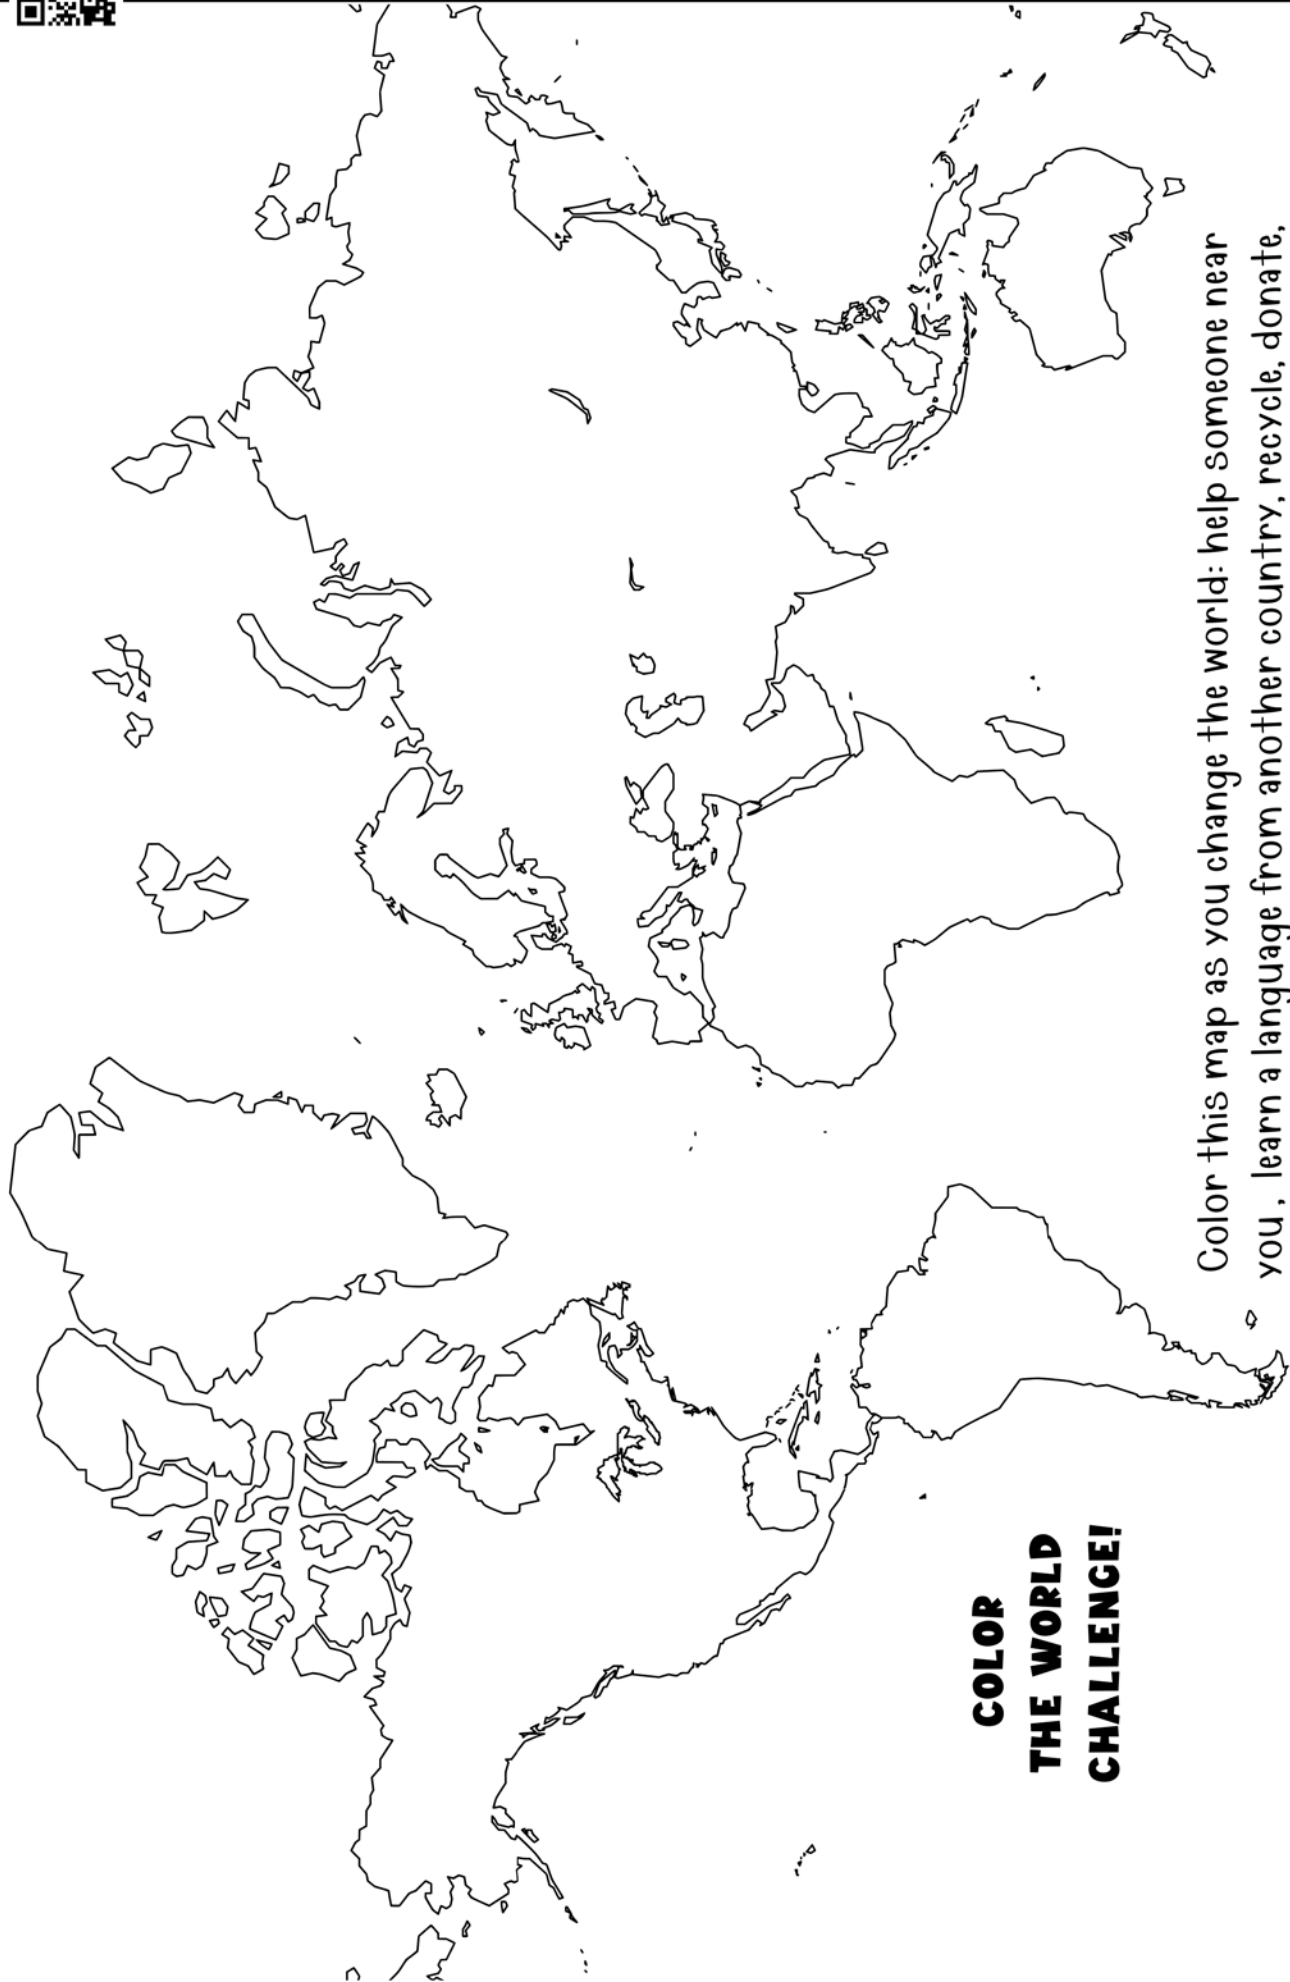 COLOR
THE WORLD
CHALLENGE!
Color this map as you change the world: help someone near
you, learn a language from another country, recycle, donate,